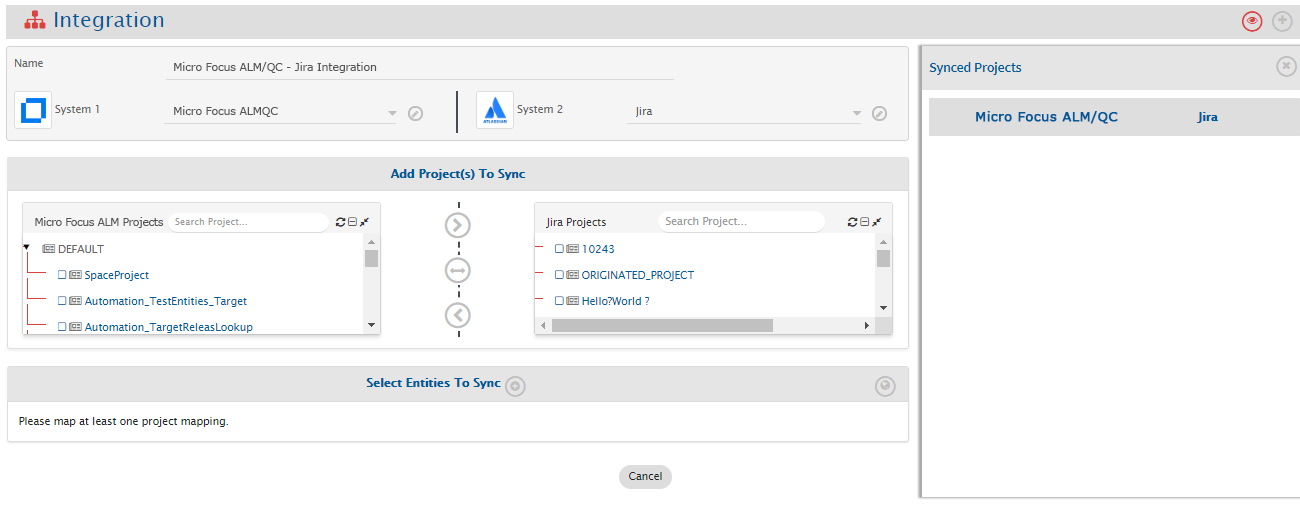 Integration
Name
Micro Focus ALM/QC - Jira Integration
System 1
Micro Focus ALMQC
ATLASSIAN
System 2
Jira
Add Project(s) To Sync
Micro Focus ALM Projects
Search Project...
DEFAULT
SpaceProject
Automation_TestEntities_Target
Automation_TargetReleasLookup
Jira Projects
Search Project...
10243
ORIGINATED_PROJECT
Hello?World ?
Select Entities To Sync
Please map at least one project mapping.
Cancel
Synced Projects
Micro Focus ALM/QC
Jira